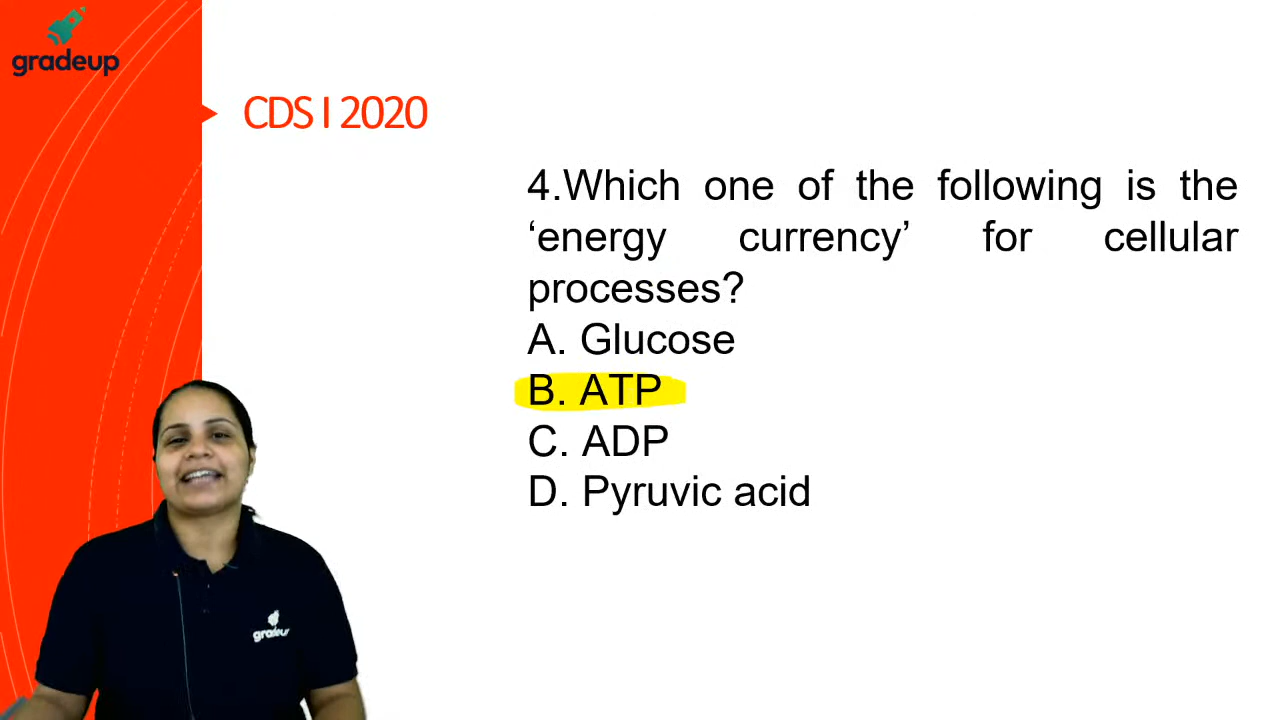 gradeup
CDS I 2020
4.Which one of the following is the
‘energy currency’ for cellular
processes?
A. Glucose
B. ATP
C. ADP
D. Pyruvic acid
gradeup